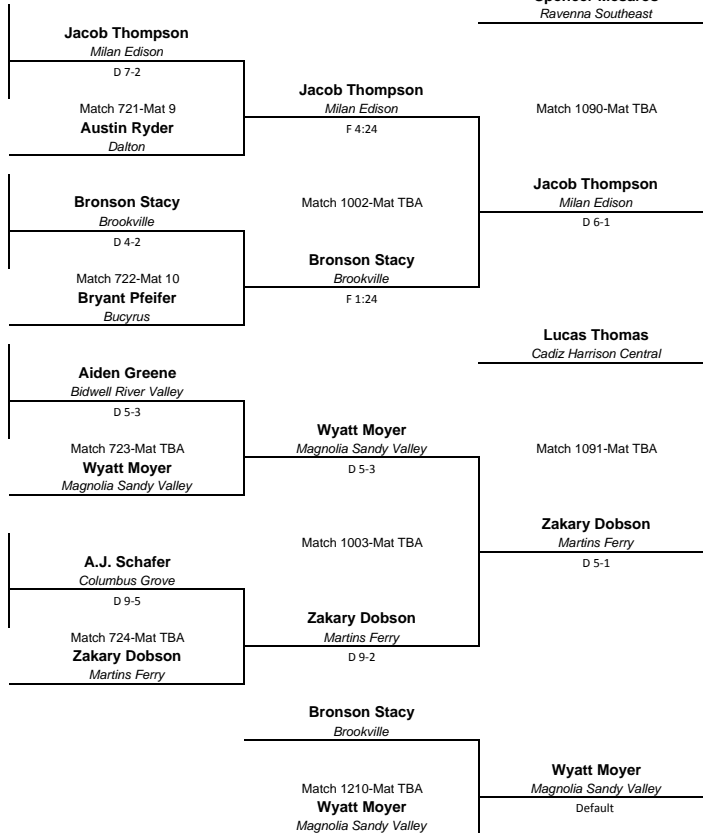 Ravenna Southeast
Jacob Thompson
Milan Edison
D 7-2
Match 721-Mat 9
Austin Ryder
Dalton
Jacob Thompson
Milan Edison
F 4:24
Match 1090-Mat TBA
Bronson Stacy
Brookville
D 4-2
Match 722-Mat 10
Bryant Pfeifer
Bucyrus
Match 1002-Mat TBA
Bronson Stacy
Brookville
F 1:24
Jacob Thompson
Milan Edison
D 6-1
Lucas Thomas
Cadiz Harrison Central
Aiden Greene
Bidwell River Valley
D 5-3
Match 723-Mat TBA
Wyatt Moyer
Magnolia Sandy Valley
Wyatt Moyer
Magnolia Sandy Valley
D 5-3
Match 1091-Mat TBA
A.J. Schafer
Columbus Grove
D 9-5
Match 724-Mat TBA
Zakary Dobson
Martins Ferry
Match 1003-Mat TBA
Zakary Dobson
Martins Ferry
D 9-2
Zakary Dobson
Martins Ferry
D 5-1
Bronson Stacy
Brookville
Match 1210-Mat TBA
Wyatt Moyer
Magnolia Sandy Valley
Wyatt Moyer
Magnolia Sandy Valley
Default